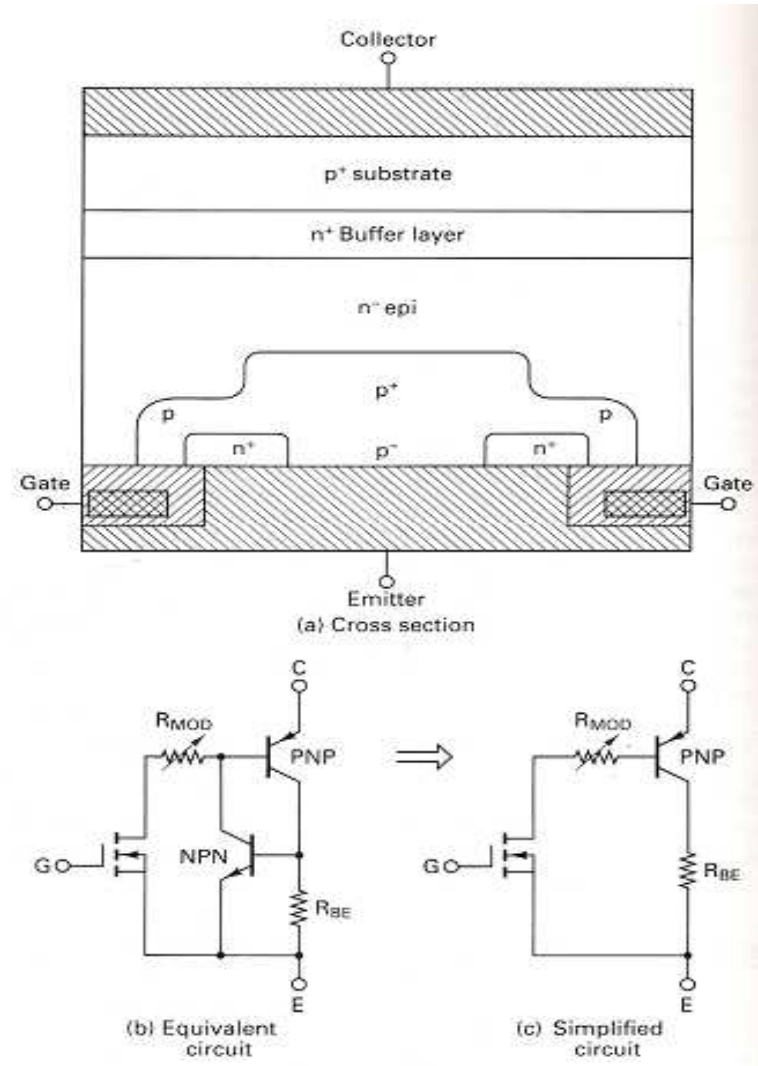 Collector
p⁺ substrate
n⁺ Buffer layer
n⁻ epi
p⁺
p p
n⁺ p⁻ n⁺
Gate Gate
Emitter
(a) Cross section
C C
R_MOD R_MOD
PNP PNP
NPN
G G
R_BE R_BE
E E
(b) Equivalent (c) Simplified
circuit circuit